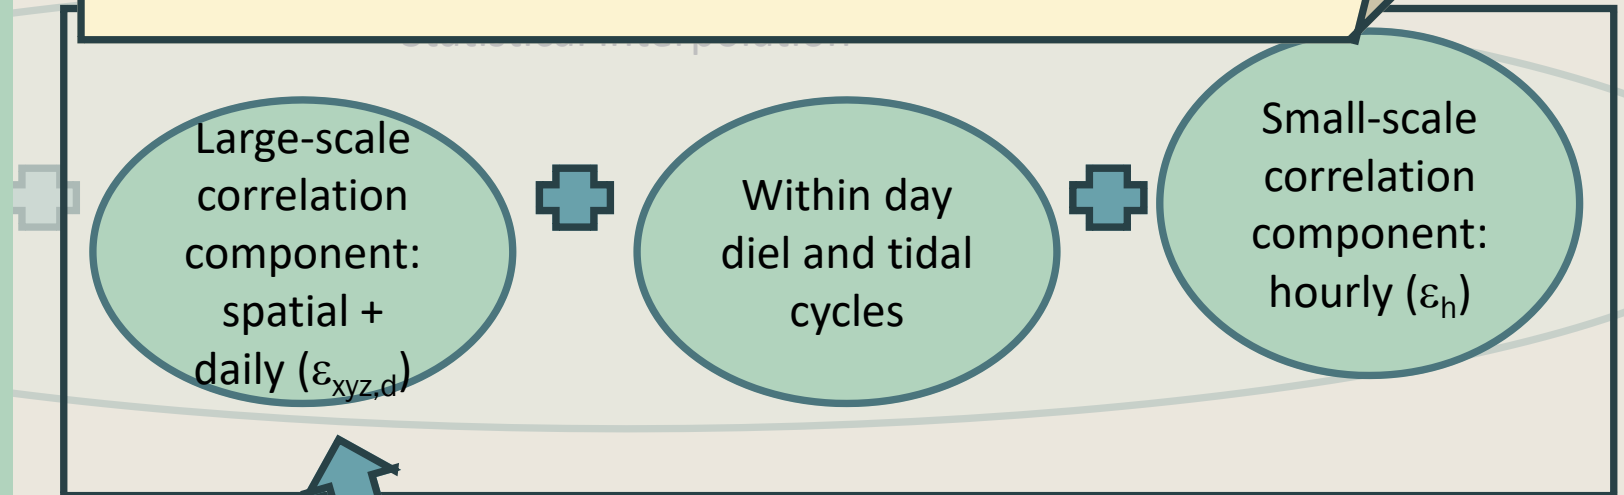 Large-scale
correlation
component:
spatial +
daily (εxyz,d)
Within day
diel and tidal
cycles
Small-scale
correlation
component:
hourly (εh)